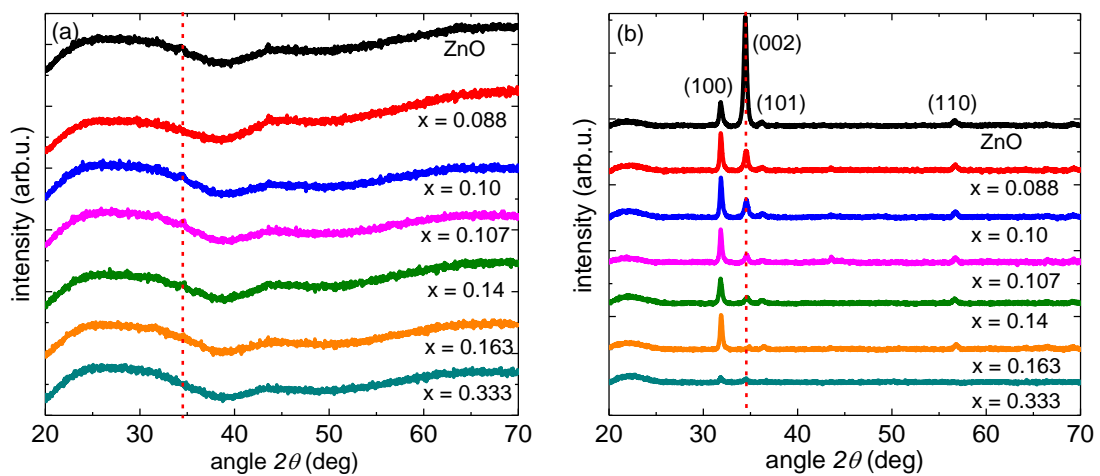 (a)
ZnO
x = 0.088
x = 0.10
x = 0.107
x = 0.14
x = 0.163
x = 0.333
intensity (arb.u.)
20 30 40 50 60 70
angle 2θ (deg)
(b)
(002)
(100)
(101)
(110)
ZnO
x = 0.088
x = 0.10
x = 0.107
x = 0.14
x = 0.163
x = 0.333
intensity (arb.u.)
20 30 40 50 60 70
angle 2θ (deg)